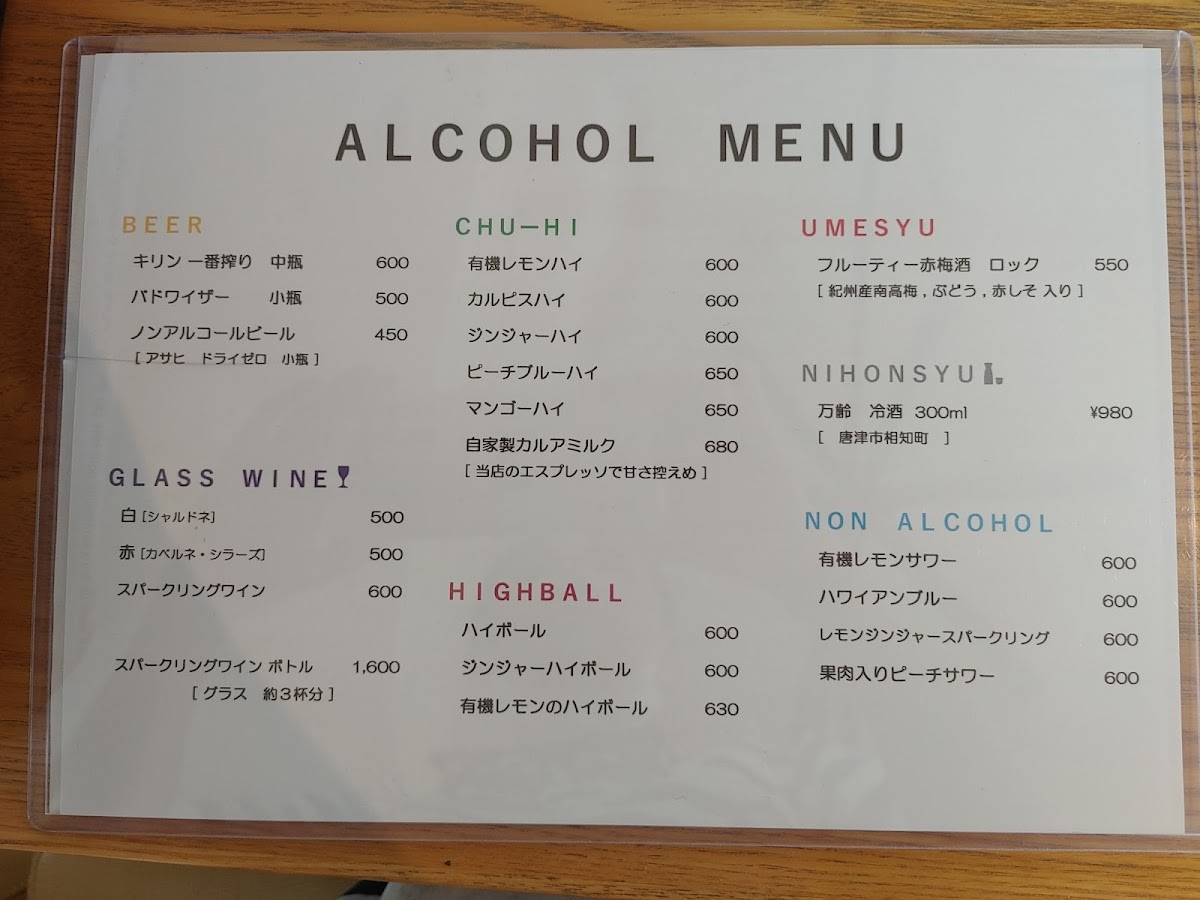 ALCOHOL MENU
BEER
キリン 一番搾り 中瓶 600
バドワイザー 小瓶 500
ノンアルコールビール 450
[ アサヒ ドライゼロ 小瓶 ]
GLASS WINE
白 [シャルドネ] 500
赤 [カベルネ・シラーズ] 500
スパークリングワイン 600
スパークリングワイン ボトル 1,600
[ グラス 約3杯分 ]
CHU-HI
有機レモンハイ 600
カルピスハイ 600
ジンジャーハイ 600
ピーチブルーハイ 650
マンゴーハイ 650
自家製カルアミルク 680
[ 当店のエスプレッソで甘さ控えめ ]
HIGHBALL
ハイボール 600
ジンジャーハイボール 600
有機レモンのハイボール 630
UMESYU
フルーティー赤梅酒 ロック 550
[ 紀州産南高梅 , ぶどう , 赤しそ 入り ]
NIHONSYU
万齢 冷酒 300ml ¥980
[ 唐津市相知町 ]
NON ALCOHOL
有機レモンサワー 600
ハワイアンブルー 600
レモンジンジャースパークリング 600
果肉入りピーチサワー 600